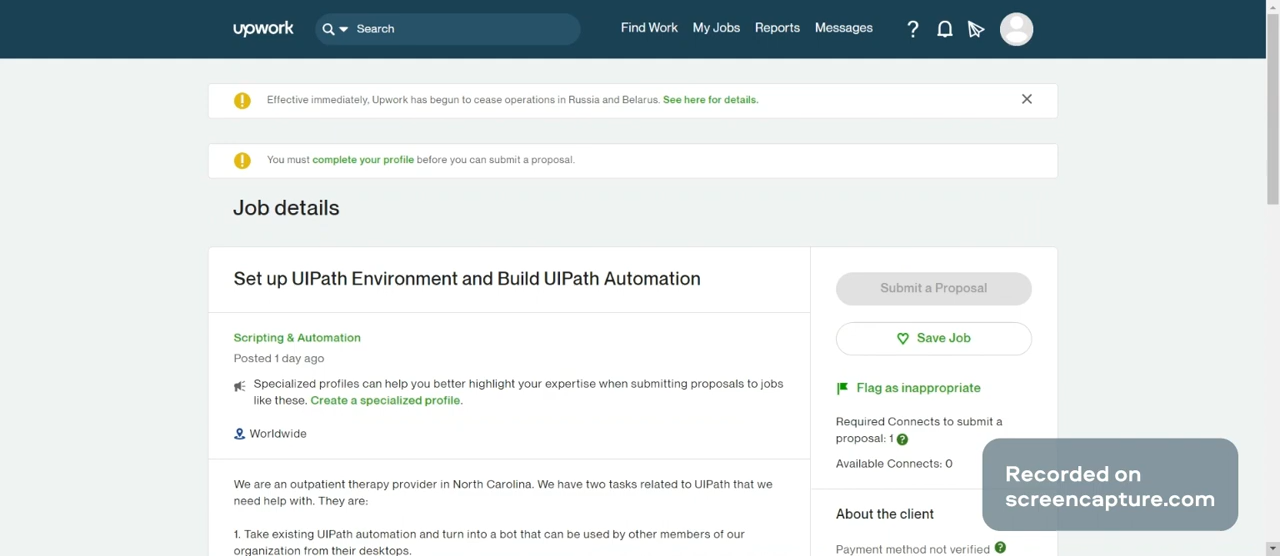 upwork
Search
Find Work
My Jobs
Reports
Messages
?
! Effective immediately, Upwork has begun to cease operations in Russia and Belarus. See here for details.
! You must complete your profile before you can submit a proposal.
Job details
Set up UIPath Environment and Build UIPath Automation
Scripting & Automation
Posted 1 day ago
Specialized profiles can help you better highlight your expertise when submitting proposals to jobs
like these. Create a specialized profile.
Worldwide
We are an outpatient therapy provider in North Carolina. We have two tasks related to UIPath that we
need help with. They are:
1. Take existing UIPath automation and turn into a bot that can be used by other members of our
organization from their desktops.
Submit a Proposal
Save Job
Flag as inappropriate
Required Connects to submit a
proposal: 1 ?
Available Connects: 0
About the client
Payment method not verified ?
Recorded on
screencapture.com